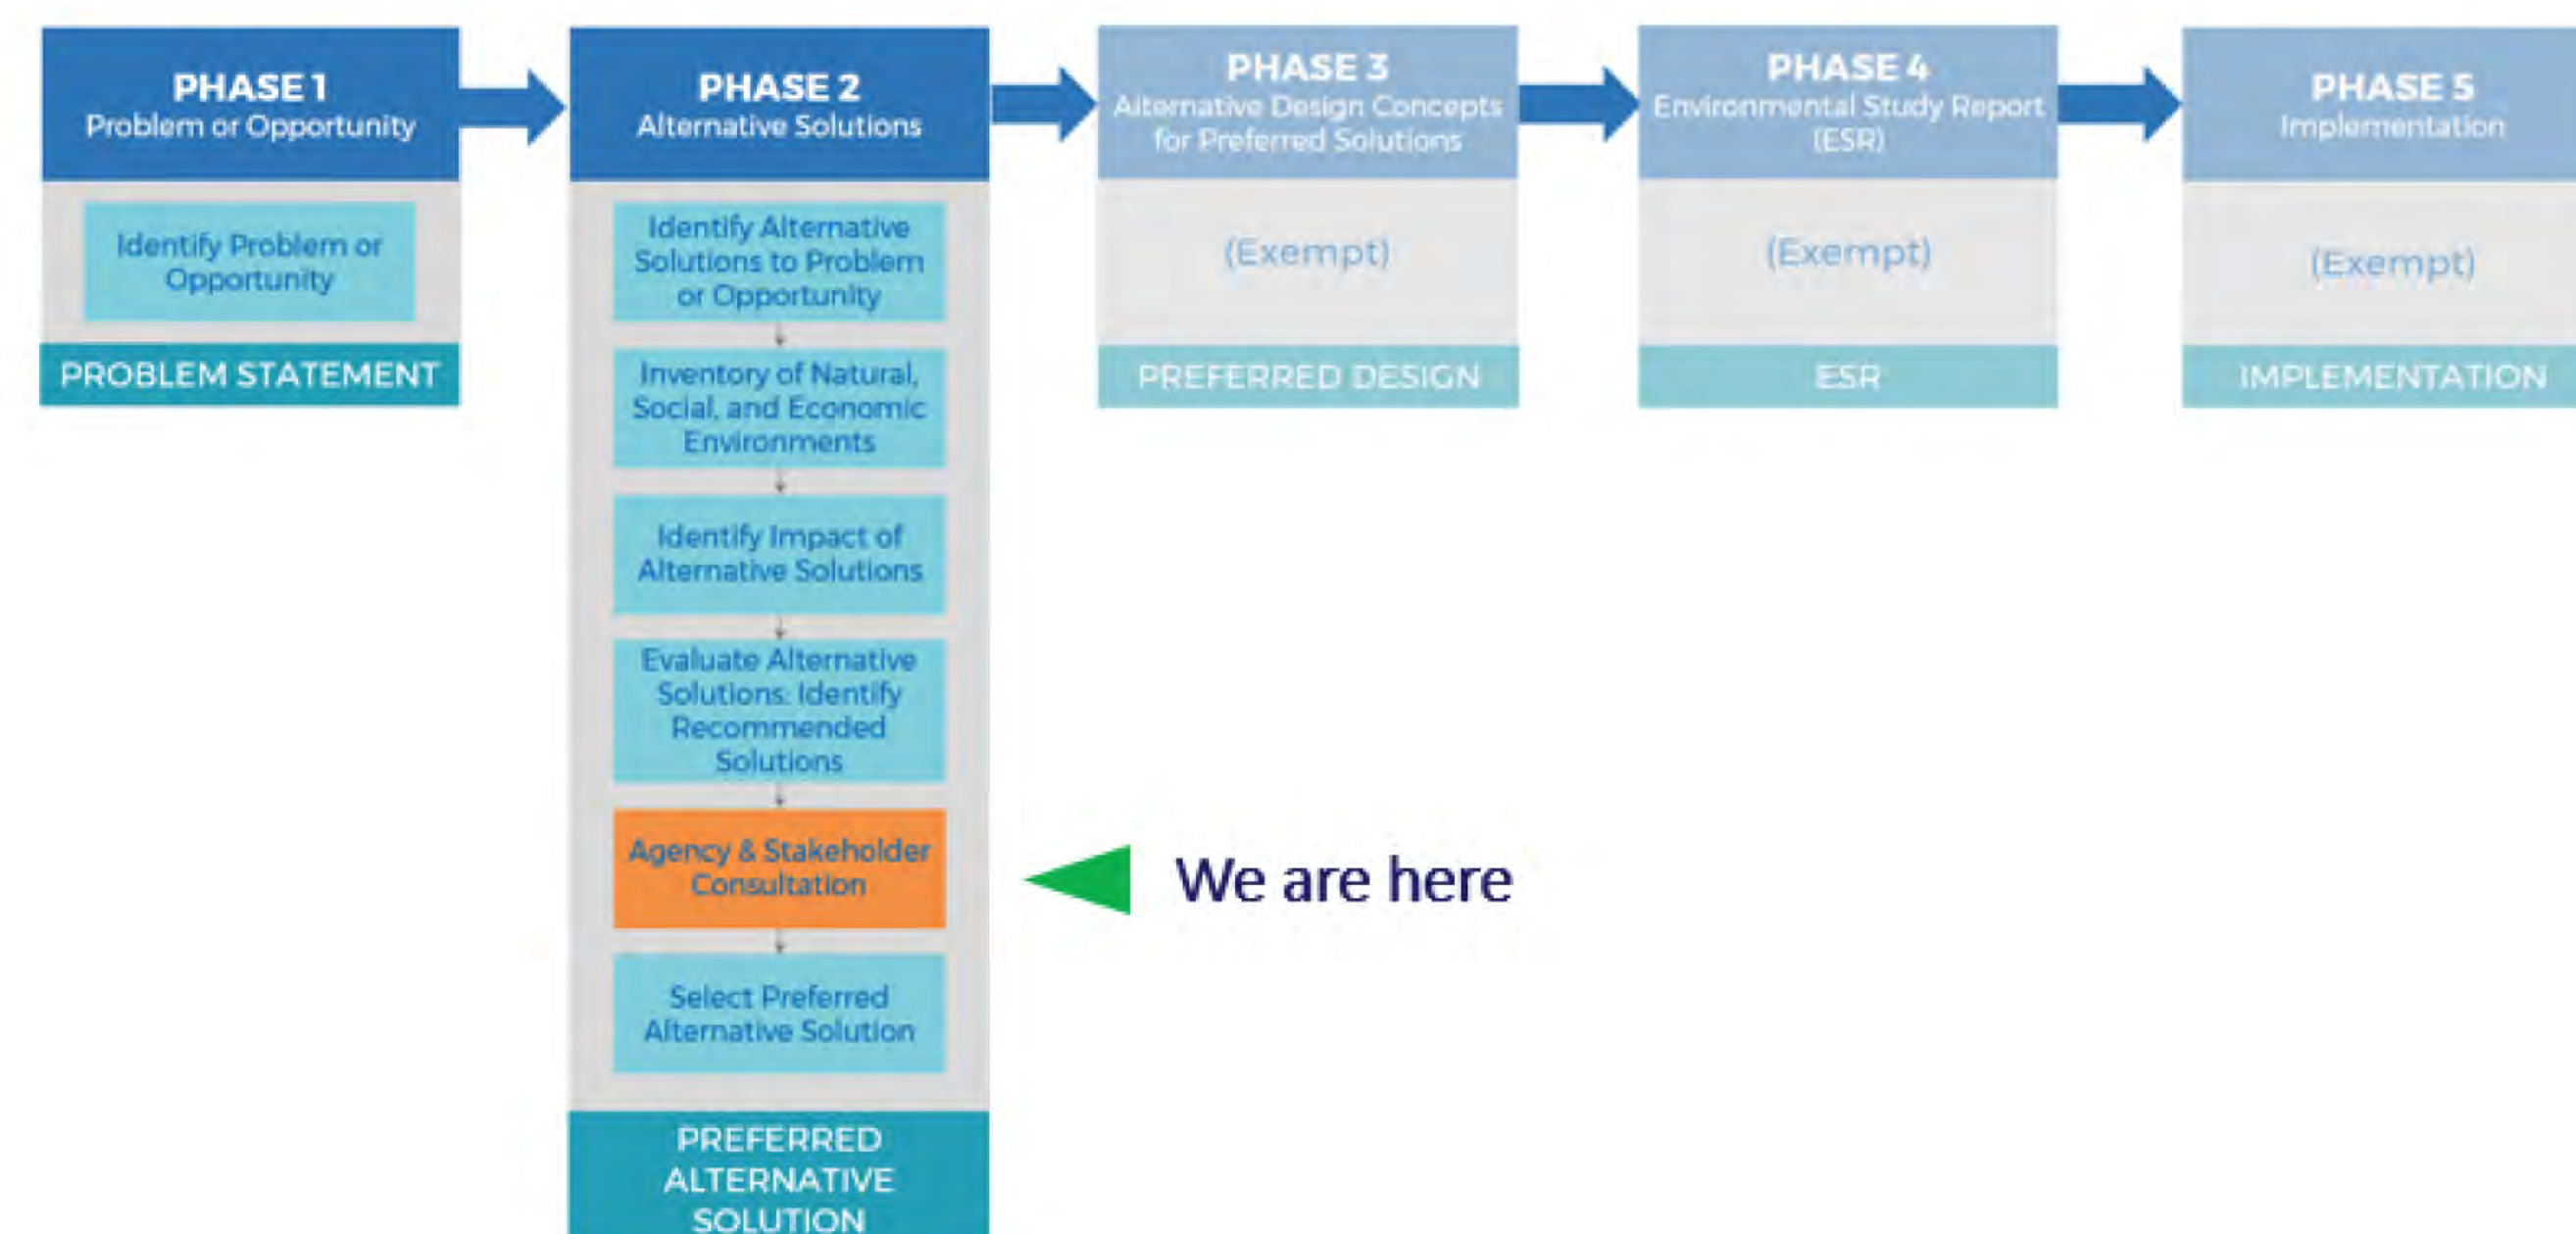 PHASE 1
Problem or Opportunity
Identify Problem or
Opportunity
PROBLEM STATEMENT
PHASE 2
Alternative Solutions
Identify Alternative
Solutions to Problem
or Opportunity
Inventory of Natural,
Social, and Economic
Environments
Identify Impact of
Alternative Solutions
Evaluate Alternative
Solutions: Identify
Recommended
Solutions
Agency & Stakeholder
Consultation
Select Preferred
Alternative Solution
PREFERRED
ALTERNATIVE
SOLUTION
We are here
PHASE 3
Alternative Design Concepts
for Preferred Solutions
(Exempt)
PREFERRED DESIGN
PHASE 4
Environmental Study Report
(ESR)
(Exempt)
ESR
PHASE 5
Implementation
(Exempt)
IMPLEMENTATION